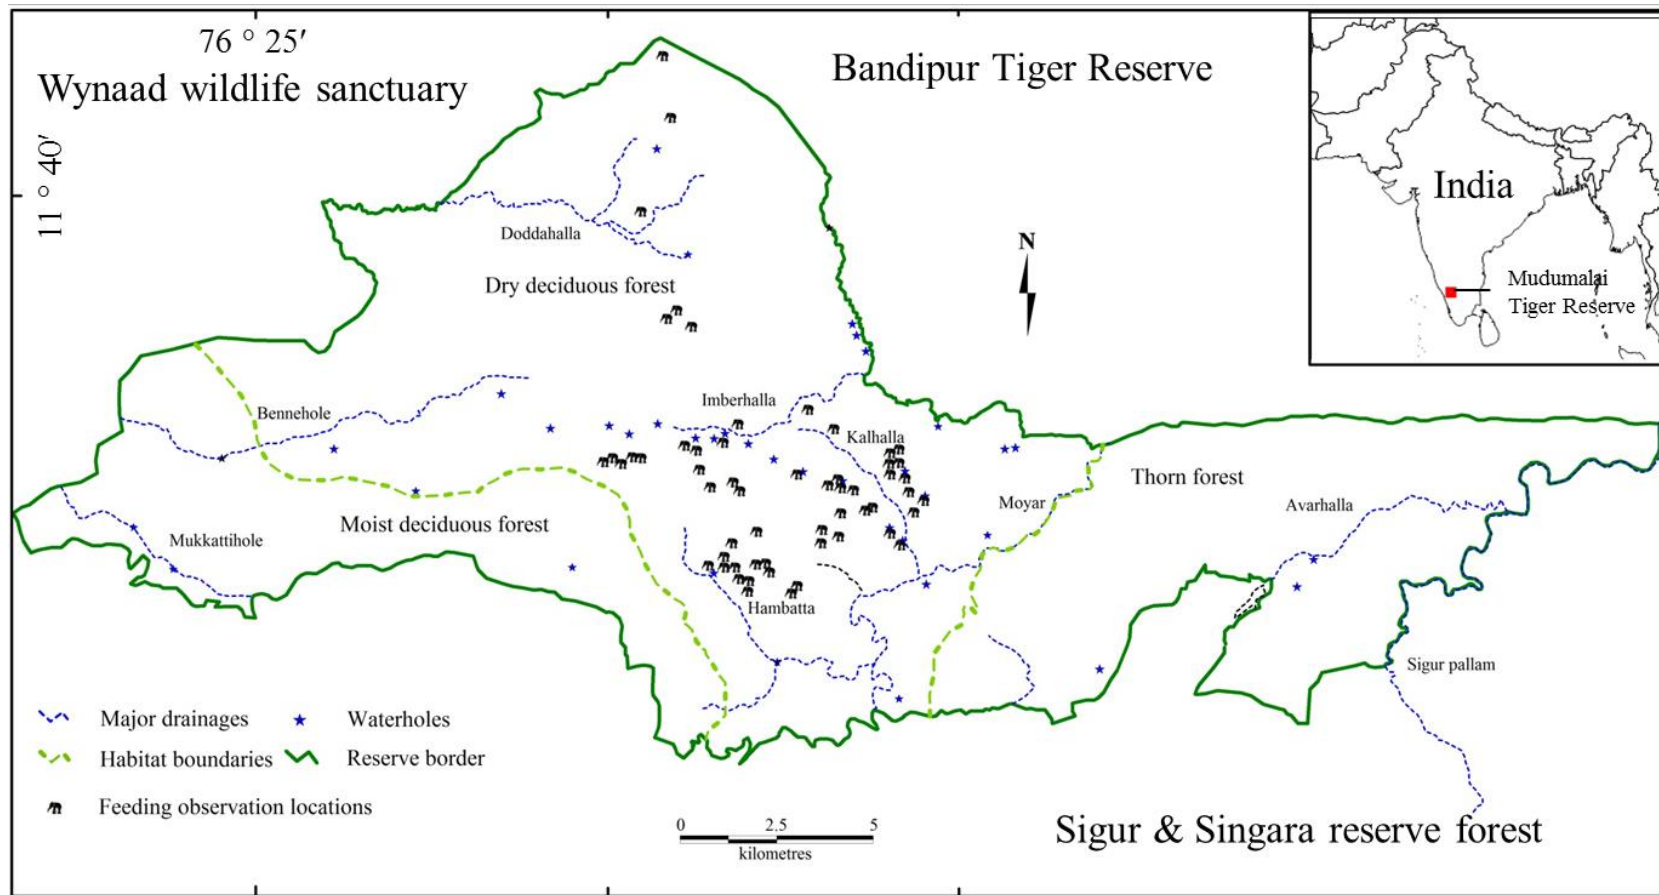 76 ° 25′
Wynaad wildlife sanctuary
Bandipur Tiger Reserve
11 ° 40′
India
Mudumalai
Tiger Reserve
N
Doddahalla
Dry deciduous forest
Imberhalla
Bennehole
Kalhalla
Thorn forest
Moyar
Avarhalla
Moist deciduous forest
Mukkattihole
Hambatta
Sigur pallam
Major drainages
Waterholes
Habitat boundaries
Reserve border
Feeding observation locations
0 2.5 5
kilometres
Sigur & Singara reserve forest